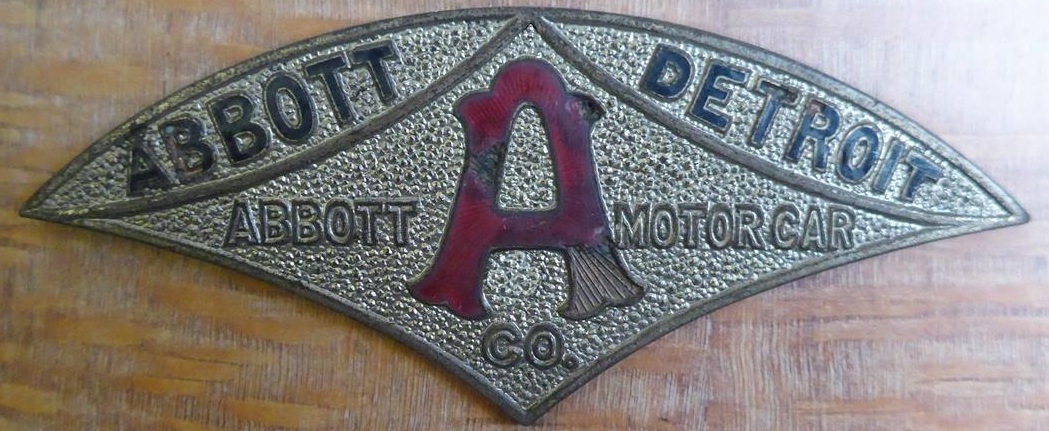 ABBOTT DETROIT
A
ABBOTT MOTOR CAR
CO.